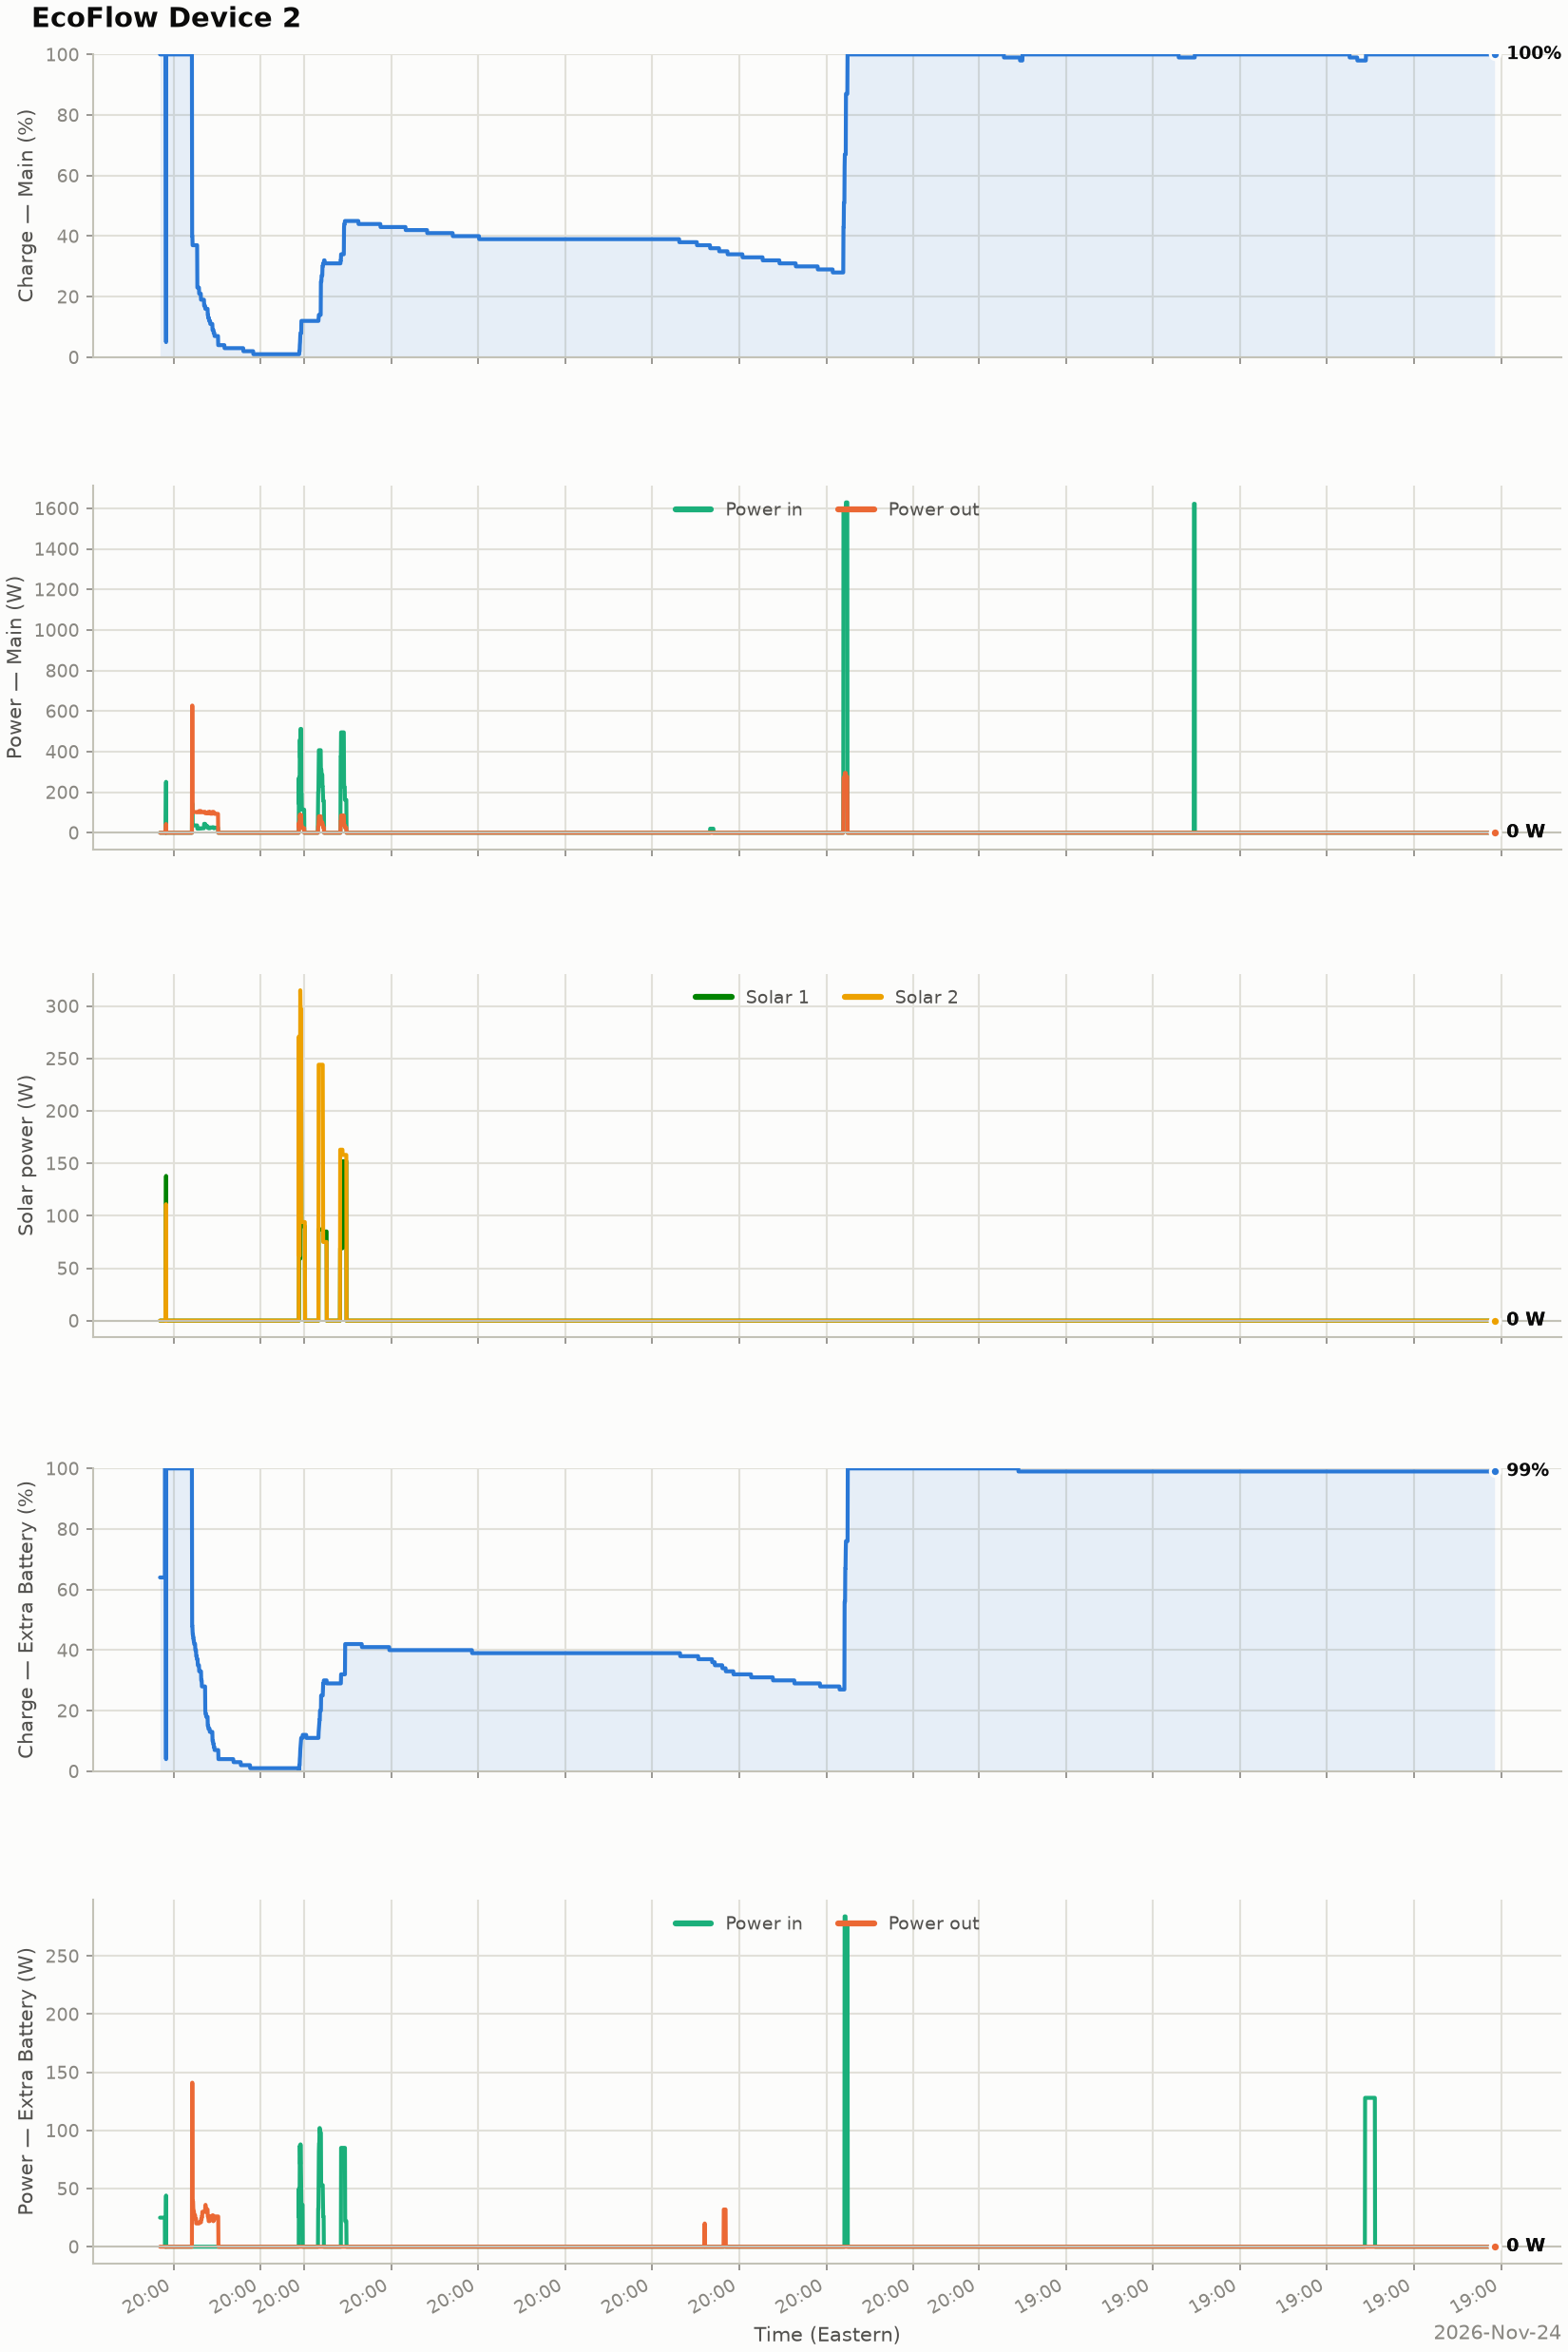 EcoFlow Device 2
Charge — Main (%)
100
80
60
40
20
0
100%
Power — Main (W)
Power in
Power out
1600
1400
1200
1000
800
600
400
200
0
0 W
Solar power (W)
Solar 1
Solar 2
300
250
200
150
100
50
0
0 W
Charge — Extra Battery (%)
100
80
60
40
20
0
99%
Power — Extra Battery (W)
Power in
Power out
250
200
150
100
50
0
0 W
20:00 20:00 20:00 20:00 20:00 20:00 20:00 20:00 20:00 20:00 20:00 19:00 19:00 19:00 19:00 19:00 19:00
Time (Eastern)
2026-Nov-24